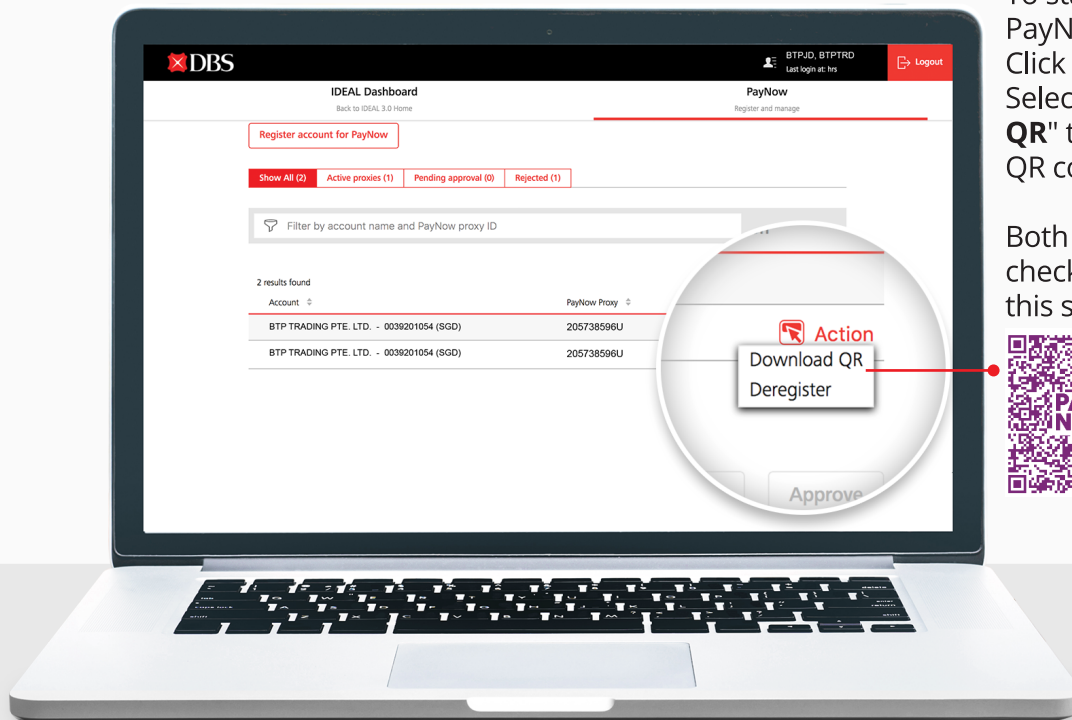 To sta
PayN
Click
Selec
QR" t
QR co
Both
check
this s
DBS
BTPJD, BTPTRD
Last login at: hrs
Logout
IDEAL Dashboard
Back to IDEAL 3.0 Home
PayNow
Register and manage
Register account for PayNow
Show All (2) Active proxies (1) Pending approval (0) Rejected (1)
Filter by account name and PayNow proxy ID
2 results found
Account PayNow Proxy
BTP TRADING PTE. LTD. - 0039201054 (SGD) 205738596U
BTP TRADING PTE. LTD. - 0039201054 (SGD) 205738596U
Action
Download QR
Deregister
Approve